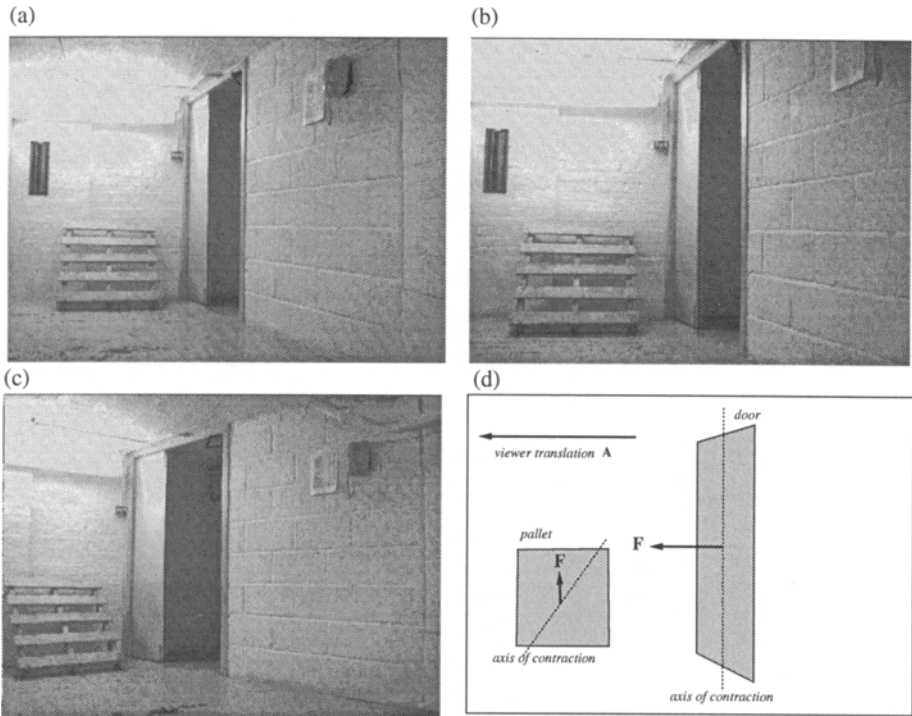 (a)
(b)
(c)
(d)
door
viewer translation A
pallet
F
F
axis of contraction
axis of contraction